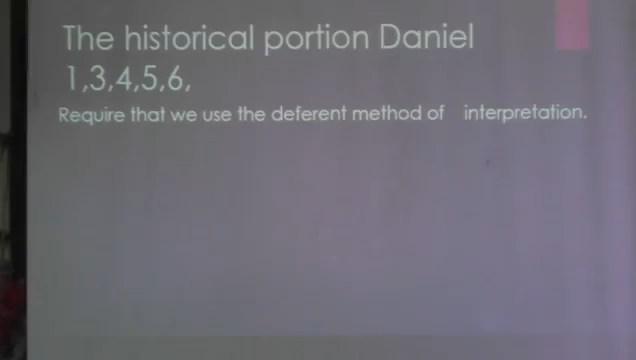 The historical portion Daniel
1,3,4,5,6,
Require that we use the deferent method of interpretation.